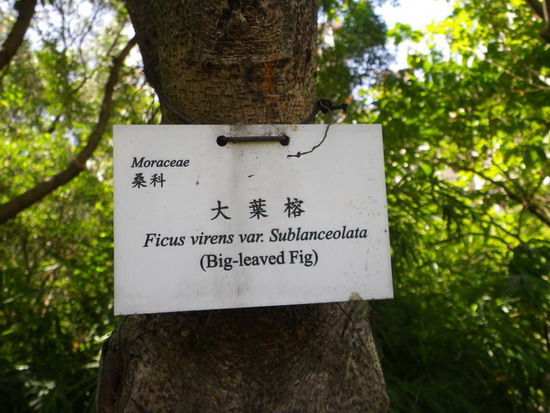 Moraceae
桑科
大葉榕
Ficus virens var. Sublanceolata
(Big-leaved Fig)